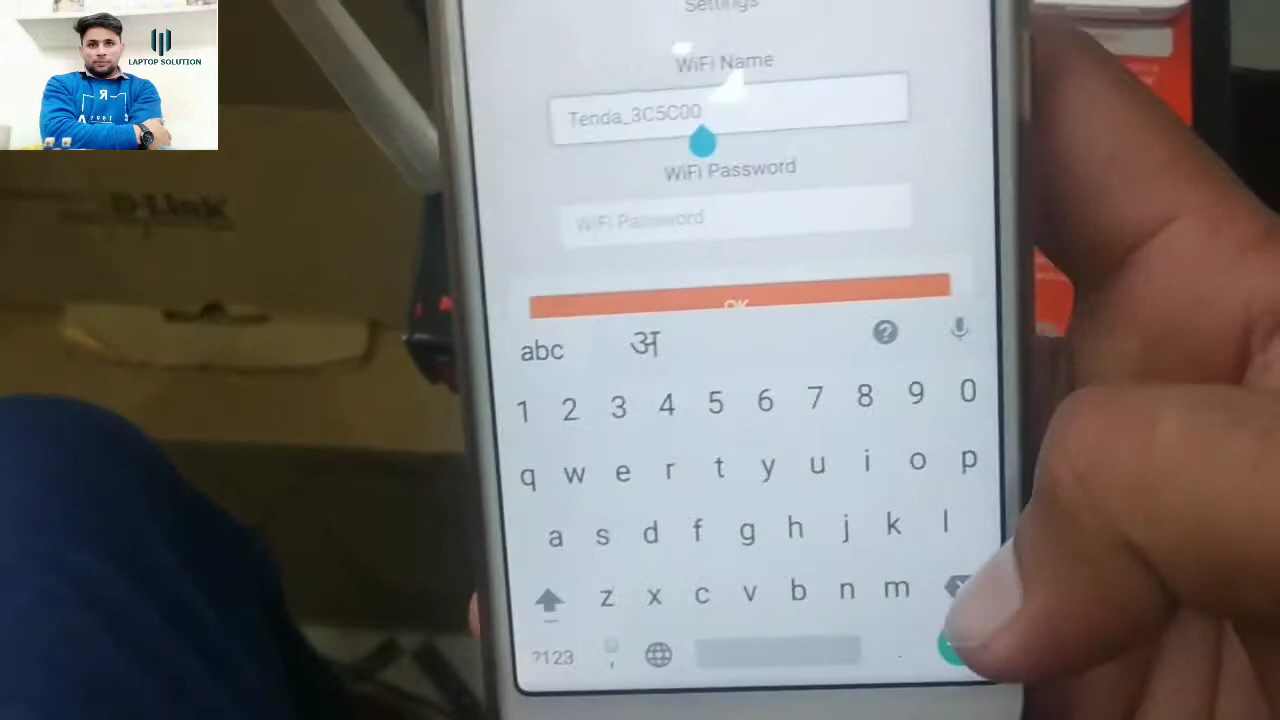 LAPTOP SOLUTION
D-Link
Settings
WiFi Name
Tenda_3C5C00
WiFi Password
WiFi Password
OK
abc अ
1 2 3 4 5 6 7 8 9 0
q w e r t y u i o p
a s d f g h j k l
z x c v b n m
?123 , .